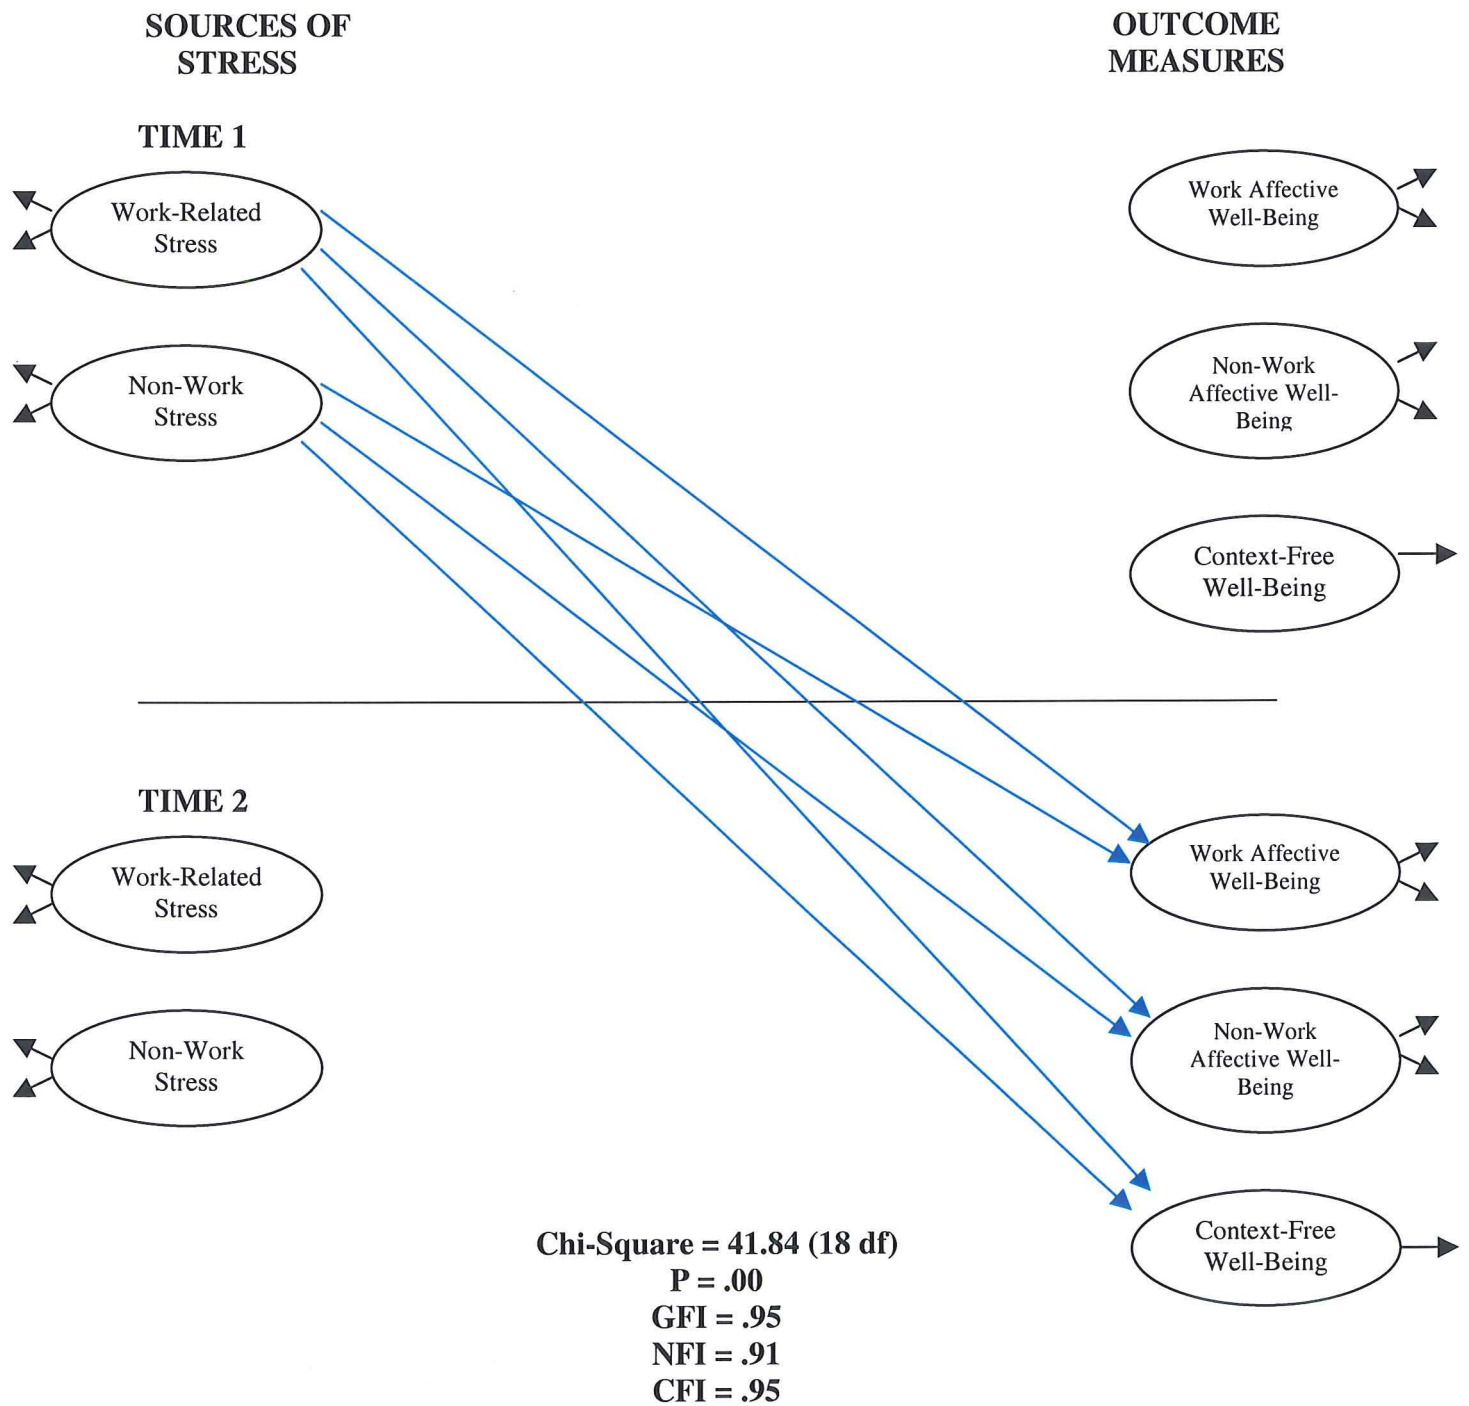 SOURCES OF
STRESS
OUTCOME
MEASURES
TIME 1
Work-Related
Stress
Work Affective
Well-Being
Non-Work
Stress
Non-Work
Affective Well-
Being
Context-Free
Well-Being
TIME 2
Work-Related
Stress
Work Affective
Well-Being
Non-Work
Stress
Non-Work
Affective Well-
Being
Context-Free
Well-Being
Chi-Square = 41.84 (18 df)
P = .00
GFI = .95
NFI = .91
CFI = .95